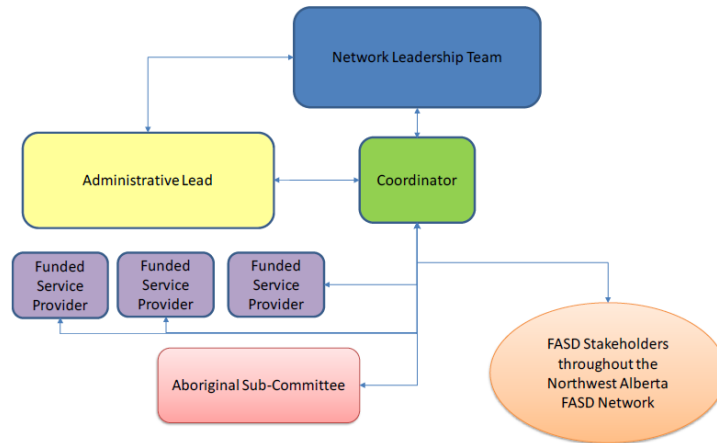 Network Leadership Team
Administrative Lead
Coordinator
Funded
Service
Provider
Funded
Service
Provider
Funded
Service
Provider
Aboriginal Sub-Committee
FASD Stakeholders
throughout the
Northwest Alberta
FASD Network